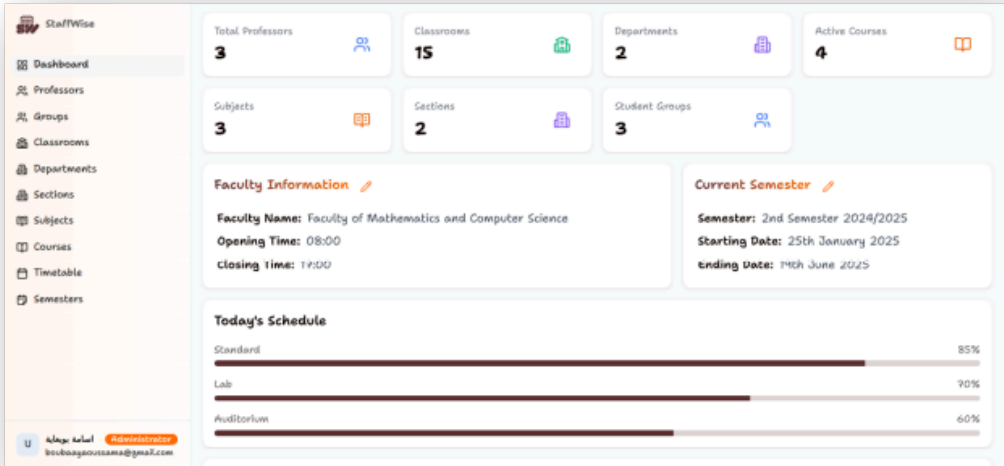 StaffWise
Dashboard
Professors
Groups
Classrooms
Departments
Sections
Subjects
Courses
Timetable
Semesters
U
اسامة بوبعاية Administrator
boubaayaoussama@gmail.com
Total Professors
3
Classrooms
15
Departments
2
Active Courses
4
Subjects
3
Sections
2
Student Groups
3
Faculty Information
Faculty Name: Faculty of Mathematics and Computer Science
Opening Time: 08:00
Closing Time: 17:00
Current Semester
Semester: 2nd Semester 2024/2025
Starting Date: 25th January 2025
Ending Date: 14th June 2025
Today's Schedule
Standard 85%
Lab 70%
Auditorium 60%